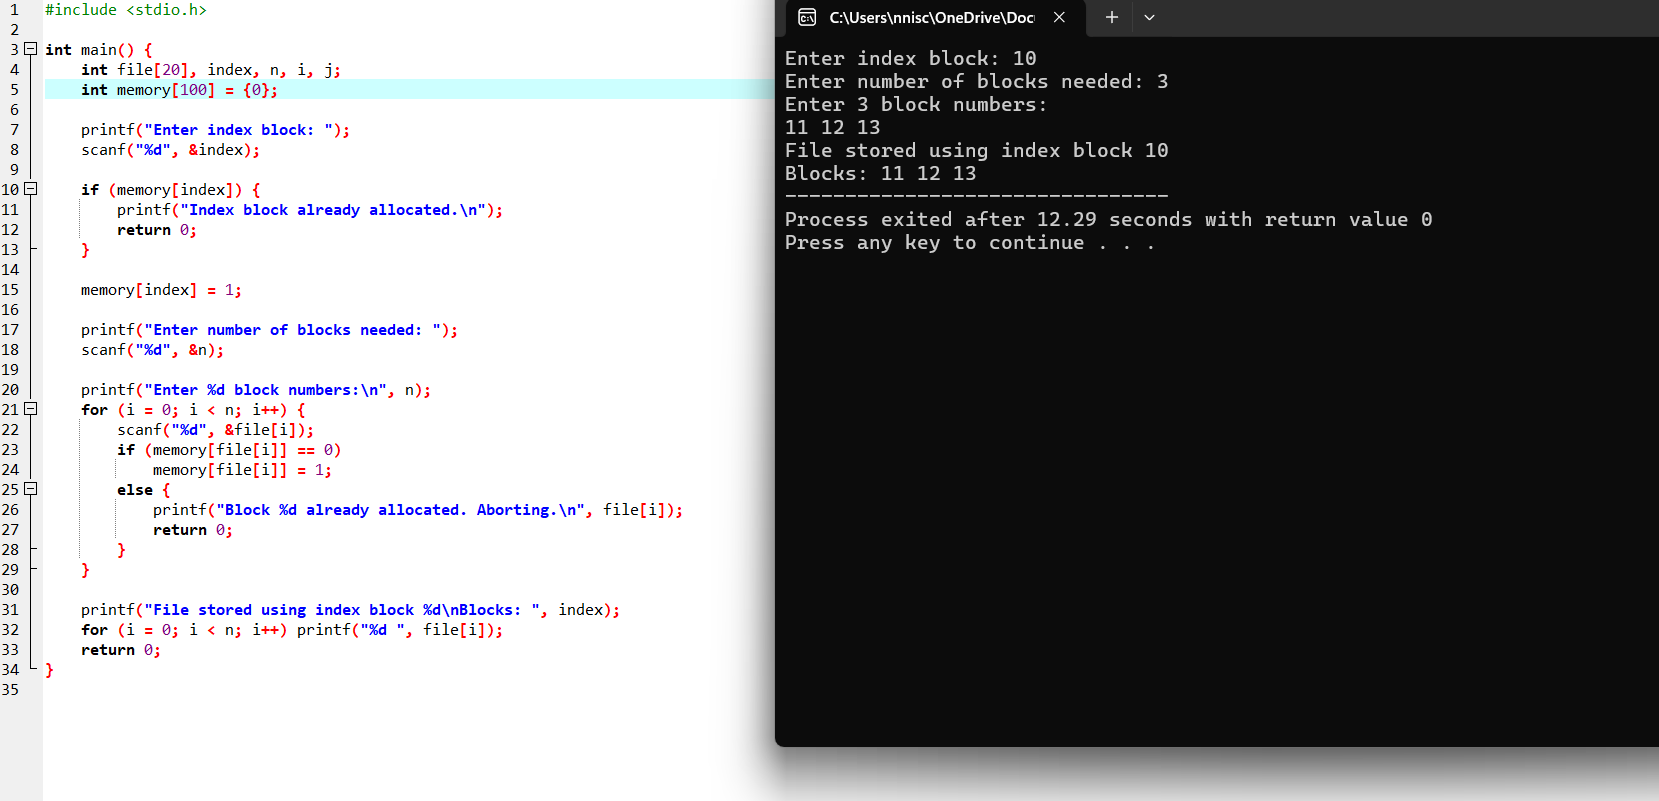 1 #include <stdio.h>
2
3 int main() {
4     int file[20], index, n, i, j;
5     int memory[100] = {0};
6
7     printf("Enter index block: ");
8     scanf("%d", &index);
9
10     if (memory[index]) {
11         printf("Index block already allocated.\n");
12         return 0;
13     }
14
15     memory[index] = 1;
16
17     printf("Enter number of blocks needed: ");
18     scanf("%d", &n);
19
20     printf("Enter %d block numbers:\n", n);
21     for (i = 0; i < n; i++) {
22         scanf("%d", &file[i]);
23         if (memory[file[i]] == 0)
24             memory[file[i]] = 1;
25         else {
26             printf("Block %d already allocated. Aborting.\n", file[i]);
27             return 0;
28         }
29     }
30
31     printf("File stored using index block %d\nBlocks: ", index);
32     for (i = 0; i < n; i++) printf("%d ", file[i]);
33     return 0;
34 }
35
C:\Users\nnisc\OneDrive\Doc
Enter index block: 10
Enter number of blocks needed: 3
Enter 3 block numbers:
11 12 13
File stored using index block 10
Blocks: 11 12 13
--------------------------------
Process exited after 12.29 seconds with return value 0
Press any key to continue . . .